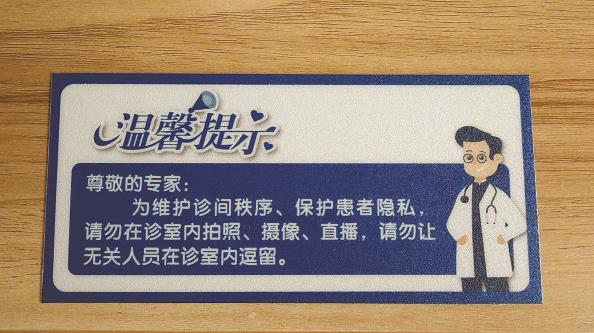 温馨提示
尊敬的专家：
为维护诊间秩序、保护患者隐私，
请勿在诊室内拍照、摄像、直播，请勿让
无关人员在诊室内逗留。